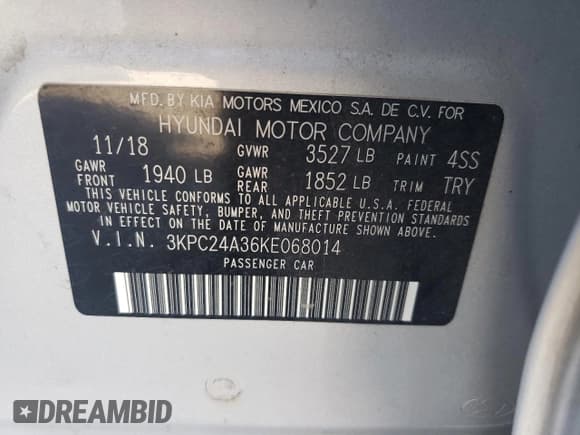 MFD. BY KIA MOTORS MEXICO S.A. DE C.V. FOR
HYUNDAI MOTOR COMPANY
11/18 GVWR 3527 LB PAINT 4SS
GAWR FRONT 1940 LB GAWR REAR 1852 LB TRIM TRY
THIS VEHICLE CONFORMS TO ALL APPLICABLE U.S.A. FEDERAL
MOTOR VEHICLE SAFETY, BUMPER, AND THEFT PREVENTION STANDARDS
IN EFFECT ON THE DATE OF MANUFACTURE SHOWN ABOVE.
V.I.N. 3KPC24A36KE068014
PASSENGER CAR
DREAMBID